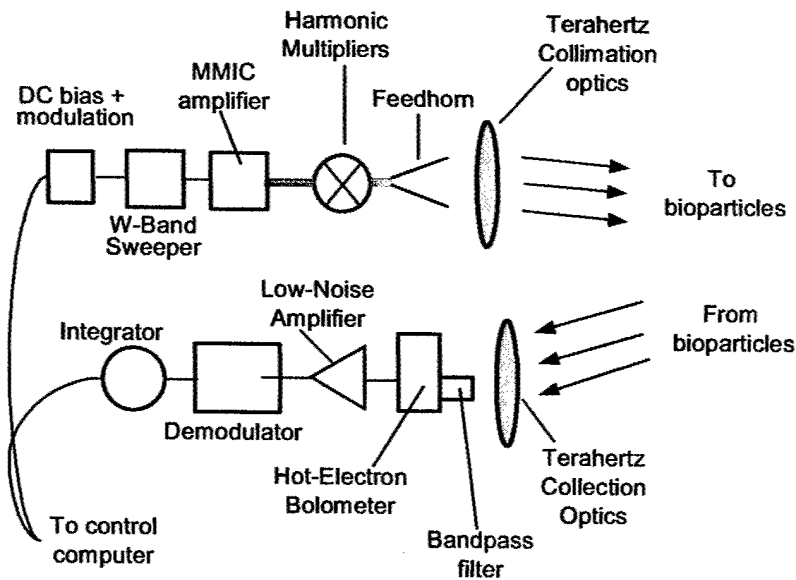 Harmonic
Multipliers
Terahertz
Collimation
optics
MMIC
amplifier
DC bias +
modulation
Feedhorn
W-Band
Sweeper
To
bioparticles
Low-Noise
Amplifier
Integrator
From
bioparticles
Demodulator
Hot-Electron
Bolometer
Terahertz
Collection
Optics
To control
computer
Bandpass
filter